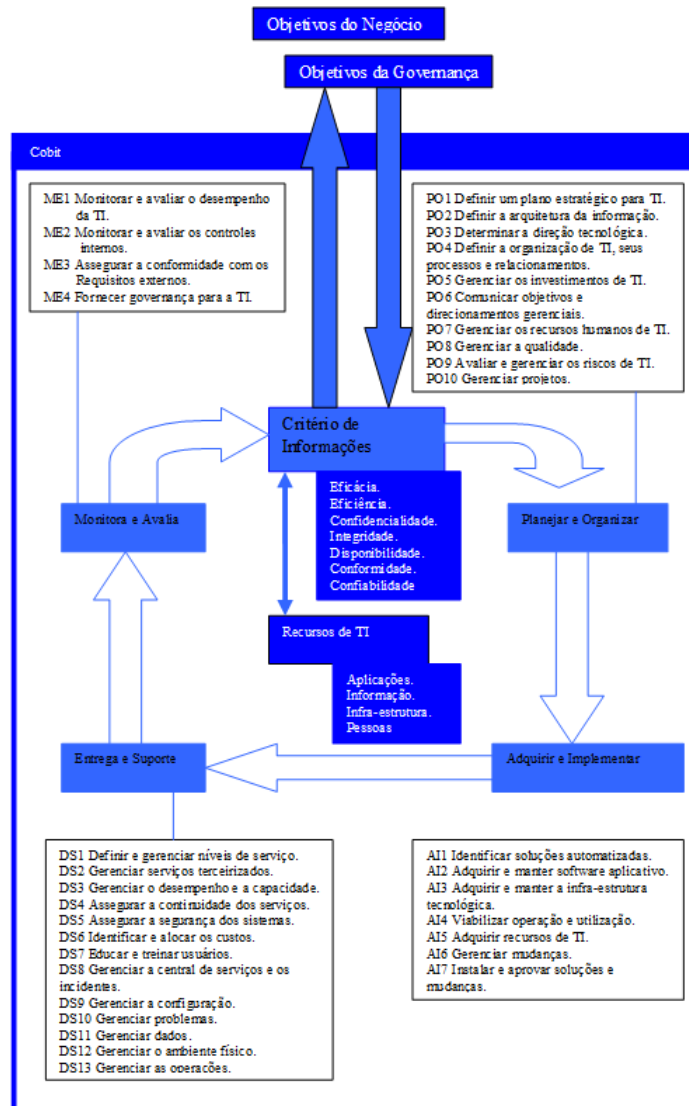 Objetivos do Negócio
Objetivos da Governança
Cobit
ME1 Monitorar e avaliar o desempenho
da TI.
ME2 Monitorar e avaliar os controles
internos.
ME3 Assegurar a conformidade com os
Requisitos externos.
ME4 Fornecer governança para a TI.
PO1 Definir um plano estratégico para TI.
PO2 Definir a arquitetura da informação.
PO3 Determinar a direção tecnológica.
PO4 Definir a organização de TI, seus
processos e relacionamentos.
PO5 Gerenciar os investimentos de TI.
PO6 Comunicar objetivos e
direcionamentos gerenciais.
PO7 Gerenciar os recursos humanos de TI.
PO8 Gerenciar a qualidade.
PO9 Avaliar e gerenciar os riscos de TI.
PO10 Gerenciar projetos.
Critério de
Informações
Eficácia.
Eficiência.
Confidencialidade.
Integridade.
Disponibilidade.
Conformidade.
Confiabilidade
Monitora e Avalia
Planejar e Organizar
Recursos de TI
Aplicações.
Informação.
Infra-estrutura.
Pessoas
Entrega e Suporte
Adquirir e Implementar
DS1 Definir e gerenciar níveis de serviço.
DS2 Gerenciar serviços terceirizados.
DS3 Gerenciar o desempenho e a capacidade.
DS4 Assegurar a continuidade dos serviços.
DS5 Assegurar a segurança dos sistemas.
DS6 Identificar e alocar os custos.
DS7 Educar e treinar usuários.
DS8 Gerenciar a central de serviços e os
incidentes.
DS9 Gerenciar a configuração.
DS10 Gerenciar problemas.
DS11 Gerenciar dados.
DS12 Gerenciar o ambiente físico.
DS13 Gerenciar as operações.
AI1 Identificar soluções automatizadas.
AI2 Adquirir e manter software aplicativo.
AI3 Adquirir e manter a infra-estrutura
tecnológica.
AI4 Viabilizar operação e utilização.
AI5 Adquirir recursos de TI.
AI6 Gerenciar mudanças.
AI7 Instalar e aprovar soluções e
mudanças.